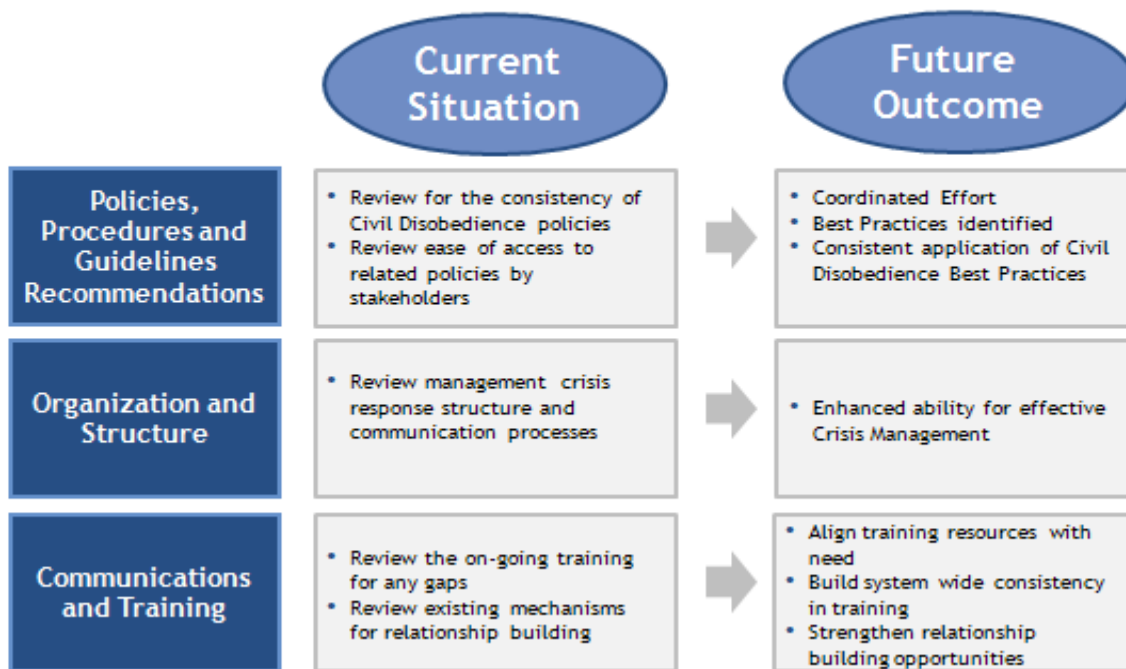 Current
Situation
Future
Outcome
Policies,
Procedures and
Guidelines
Recommendations
• Review for the consistency of
Civil Disobedience policies
• Review ease of access to
related policies by
stakeholders
• Coordinated Effort
• Best Practices identified
• Consistent application of Civil
Disobedience Best Practices
Organization and
Structure
• Review management crisis
response structure and
communication processes
• Enhanced ability for effective
Crisis Management
Communications
and Training
• Review the on-going training
for any gaps
• Review existing mechanisms
for relationship building
• Align training resources with
need
• Build system wide consistency
in training
• Strengthen relationship
building opportunities